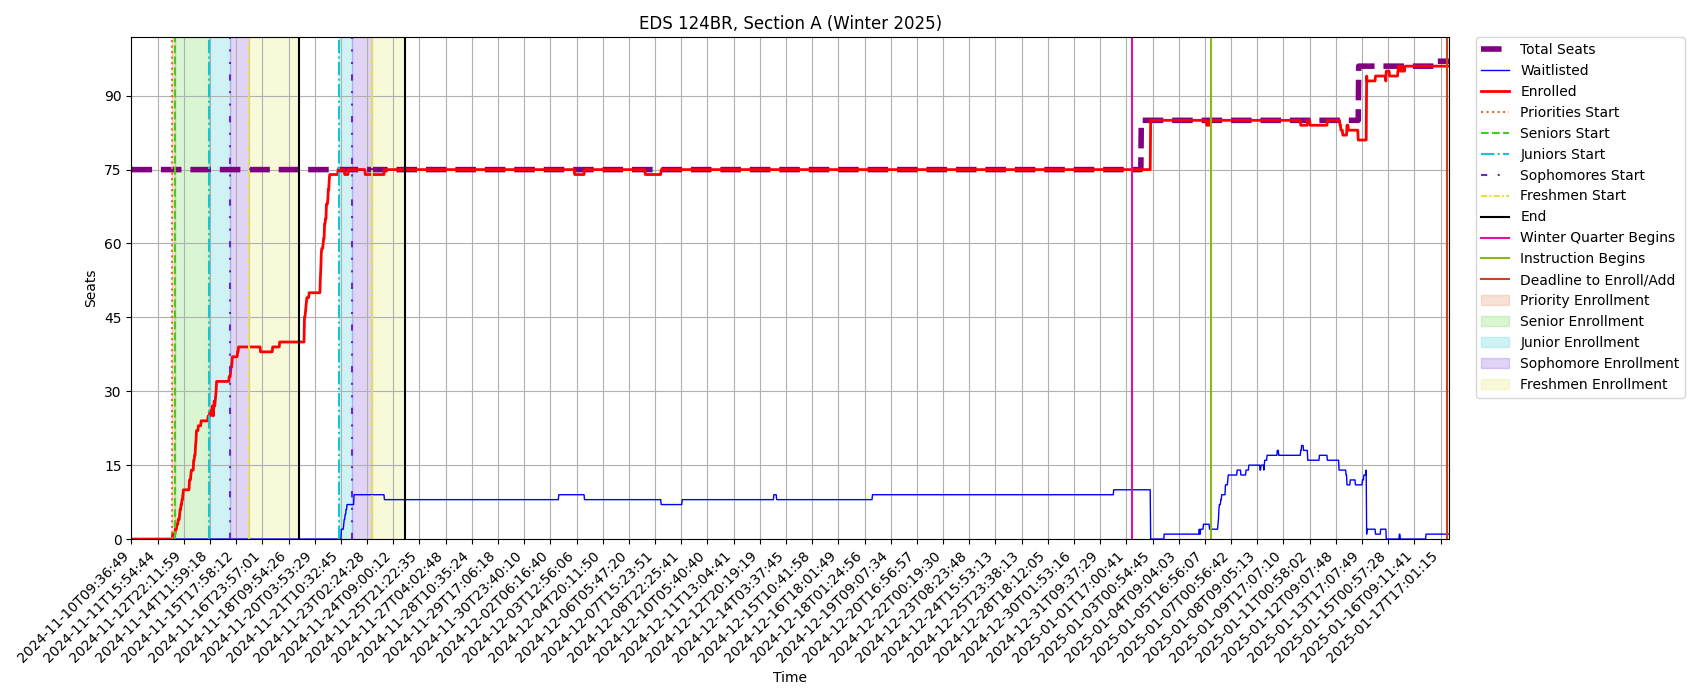 EDS 124BR, Section A (Winter 2025)
Seats
90
75
60
45
30
15
0
2024-11-10T09:36:49
2024-11-11T15:54:44
2024-11-12T22:11:59
2024-11-14T11:59:18
2024-11-15T17:58:12
2024-11-16T23:57:01
2024-11-18T09:54:26
2024-11-20T03:53:29
2024-11-21T10:32:45
2024-11-23T02:24:28
2024-11-24T09:00:12
2024-11-25T21:22:35
2024-11-27T04:02:48
2024-11-28T10:35:24
2024-11-29T17:06:18
2024-11-30T23:40:10
2024-12-02T06:16:40
2024-12-03T12:56:06
2024-12-04T20:11:50
2024-12-06T05:47:20
2024-12-07T15:23:51
2024-12-08T22:25:41
2024-12-10T05:40:40
2024-12-11T13:04:41
2024-12-12T20:19:19
2024-12-14T03:37:45
2024-12-15T10:41:58
2024-12-16T18:01:49
2024-12-18T01:24:56
2024-12-19T09:07:34
2024-12-20T16:56:57
2024-12-22T00:19:30
2024-12-23T08:23:48
2024-12-24T15:53:13
2024-12-25T23:38:13
2024-12-28T18:12:05
2024-12-30T01:53:16
2024-12-31T09:37:29
2025-01-01T17:00:41
2025-01-03T00:54:45
2025-01-04T09:04:03
2025-01-05T16:56:07
2025-01-07T00:56:42
2025-01-08T09:05:13
2025-01-09T17:07:10
2025-01-11T00:58:02
2025-01-12T09:07:48
2025-01-13T17:07:49
2025-01-15T00:57:28
2025-01-16T09:11:41
2025-01-17T17:01:15
Time
Total Seats
Waitlisted
Enrolled
Priorities Start
Seniors Start
Juniors Start
Sophomores Start
Freshmen Start
End
Winter Quarter Begins
Instruction Begins
Deadline to Enroll/Add
Priority Enrollment
Senior Enrollment
Junior Enrollment
Sophomore Enrollment
Freshmen Enrollment